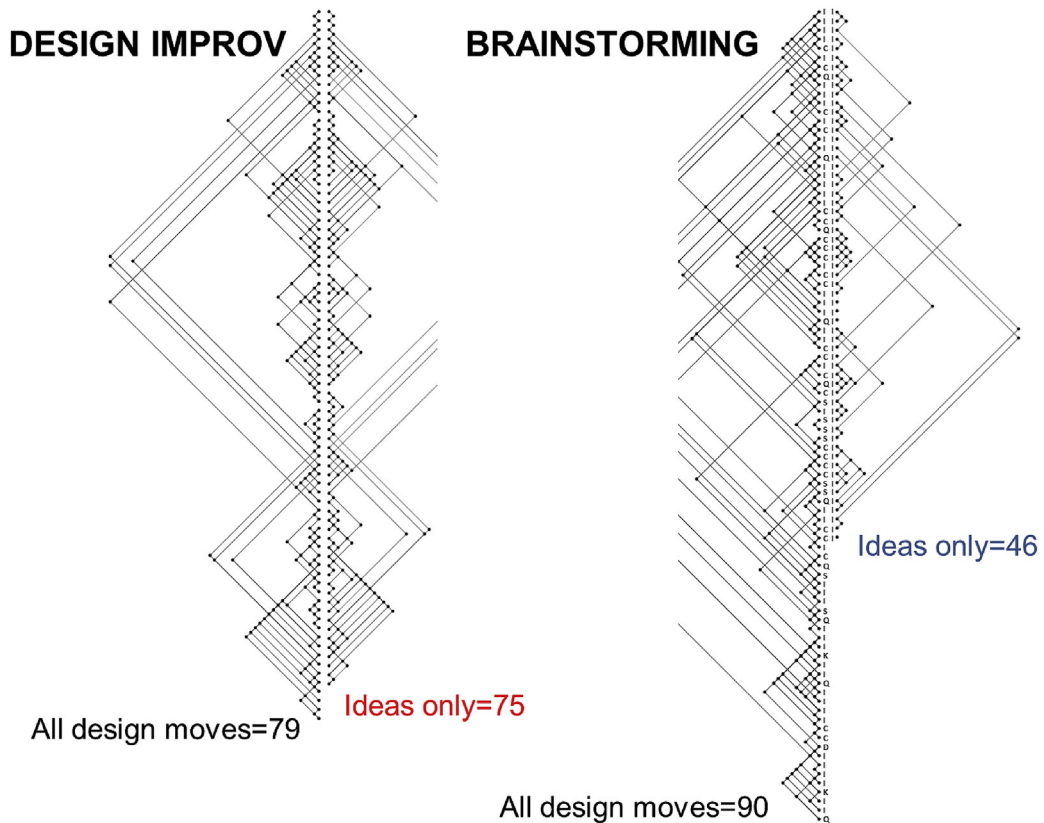 DESIGN IMPROV
BRAINSTORMING
Ideas only=46
Ideas only=75
All design moves=79
All design moves=90